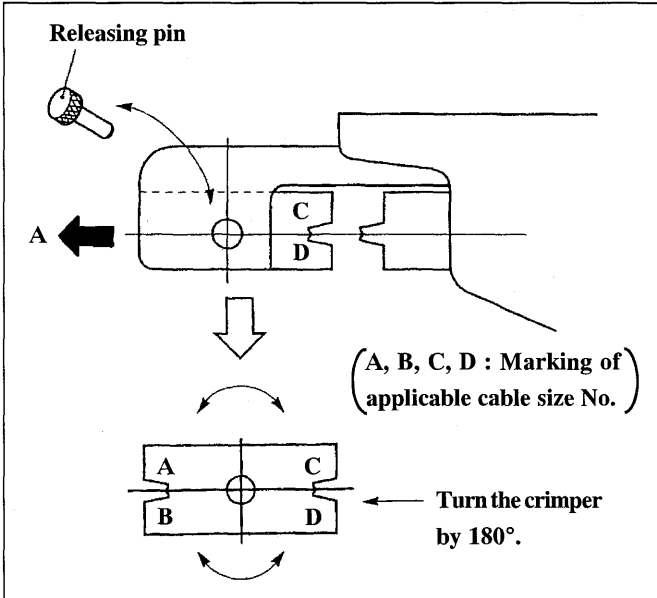 Releasing pin
A
C
D
(A, B, C, D : Marking of
applicable cable size No.)
A
C
B
D
Turn the crimper
by 180°.